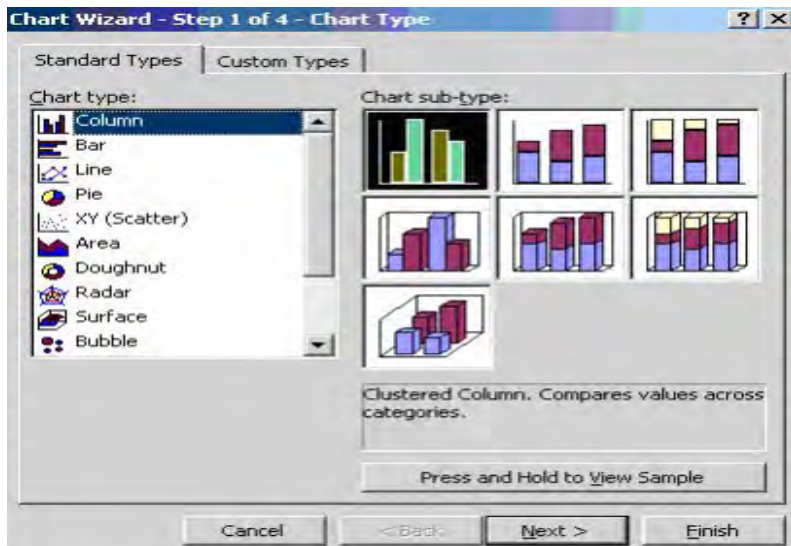 Chart Wizard - Step 1 of 4 - Chart Type
Standard Types
Custom Types
Chart type:
Column
Bar
Line
Pie
XY (Scatter)
Area
Doughnut
Radar
Surface
Bubble
Chart sub-type:
Clustered Column. Compares values across
categories.
Press and Hold to View Sample
Cancel
< Back
Next >
Finish